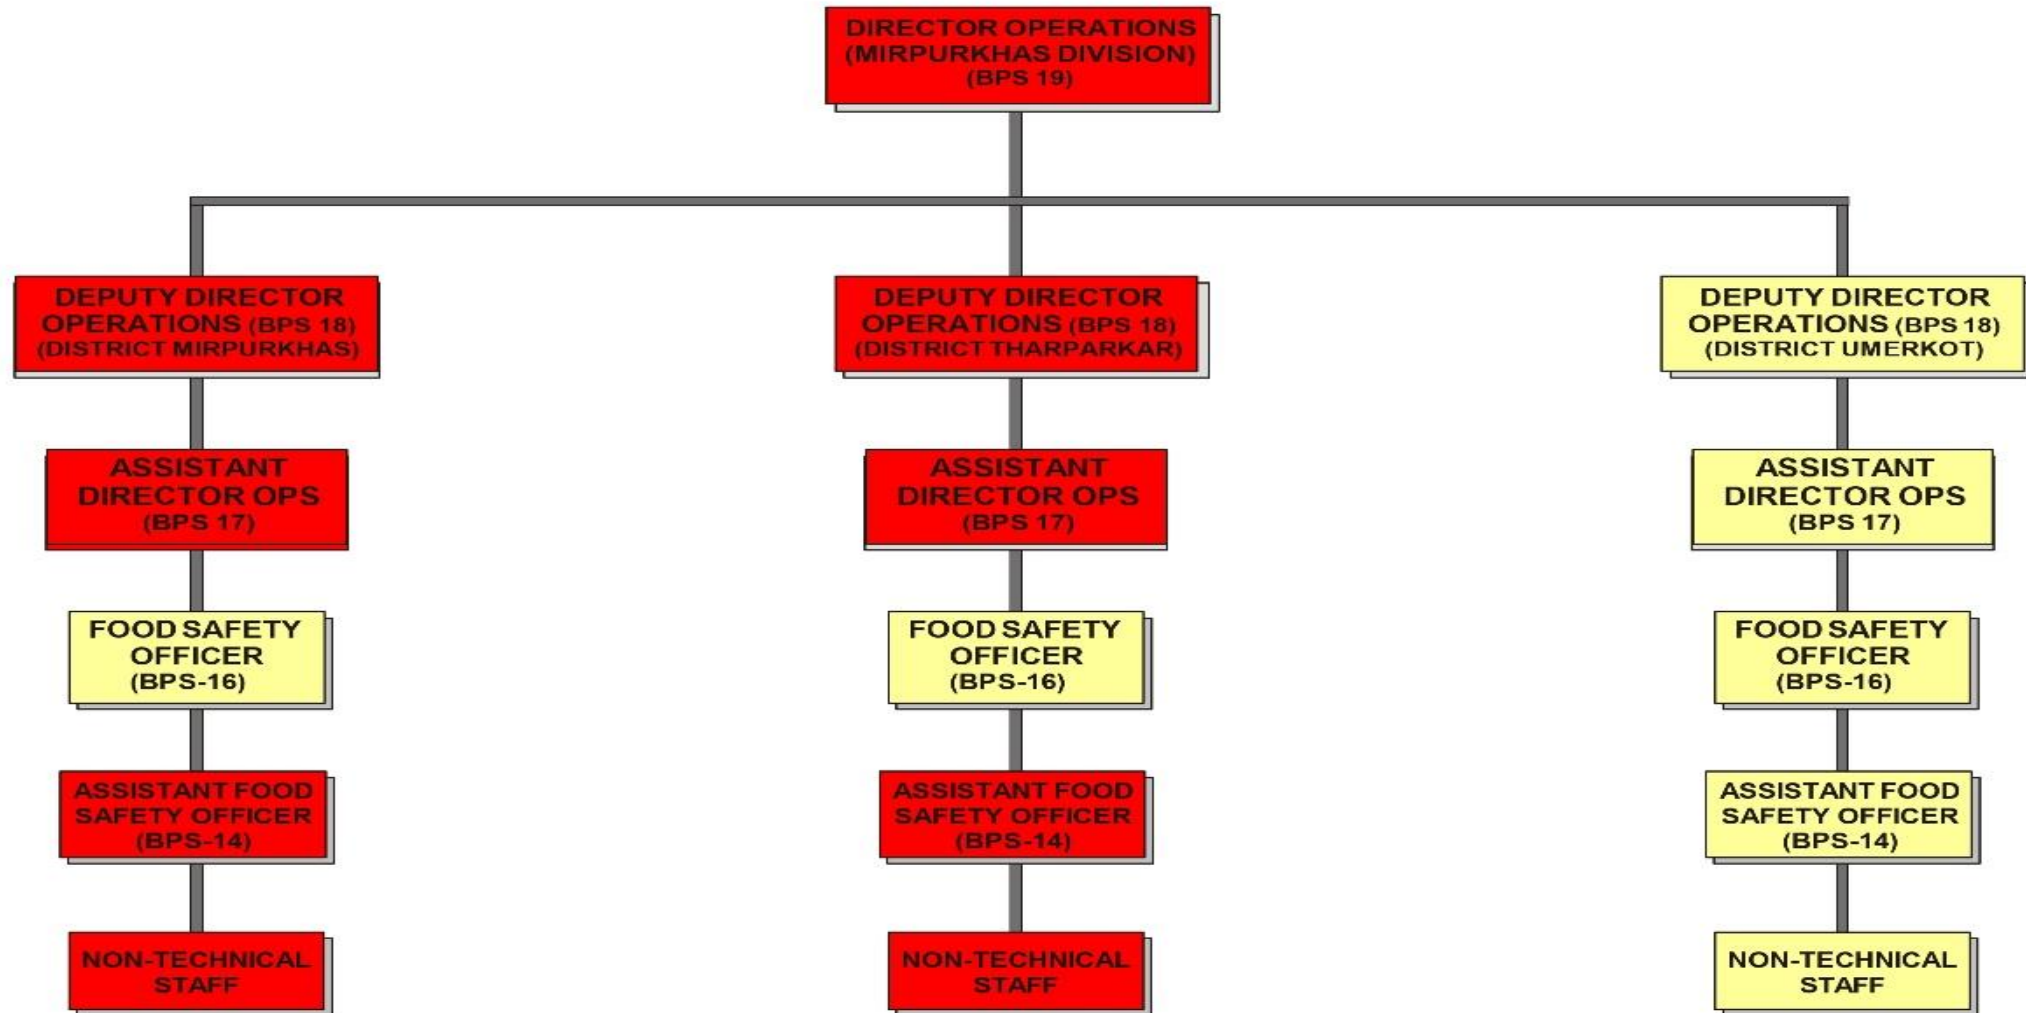 DIRECTOR OPERATIONS
(MIRPURKHAS DIVISION)
(BPS 19)
DEPUTY DIRECTOR
OPERATIONS (BPS 18)
(DISTRICT MIRPURKHAS)
DEPUTY DIRECTOR
OPERATIONS (BPS 18)
(DISTRICT THARPARKAR)
DEPUTY DIRECTOR
OPERATIONS (BPS 18)
(DISTRICT UMERKOT)
ASSISTANT
DIRECTOR OPS
(BPS 17)
ASSISTANT
DIRECTOR OPS
(BPS 17)
ASSISTANT
DIRECTOR OPS
(BPS 17)
FOOD SAFETY
OFFICER
(BPS-16)
FOOD SAFETY
OFFICER
(BPS-16)
FOOD SAFETY
OFFICER
(BPS-16)
ASSISTANT FOOD
SAFETY OFFICER
(BPS-14)
ASSISTANT FOOD
SAFETY OFFICER
(BPS-14)
ASSISTANT FOOD
SAFETY OFFICER
(BPS-14)
NON-TECHNICAL
STAFF
NON-TECHNICAL
STAFF
NON-TECHNICAL
STAFF